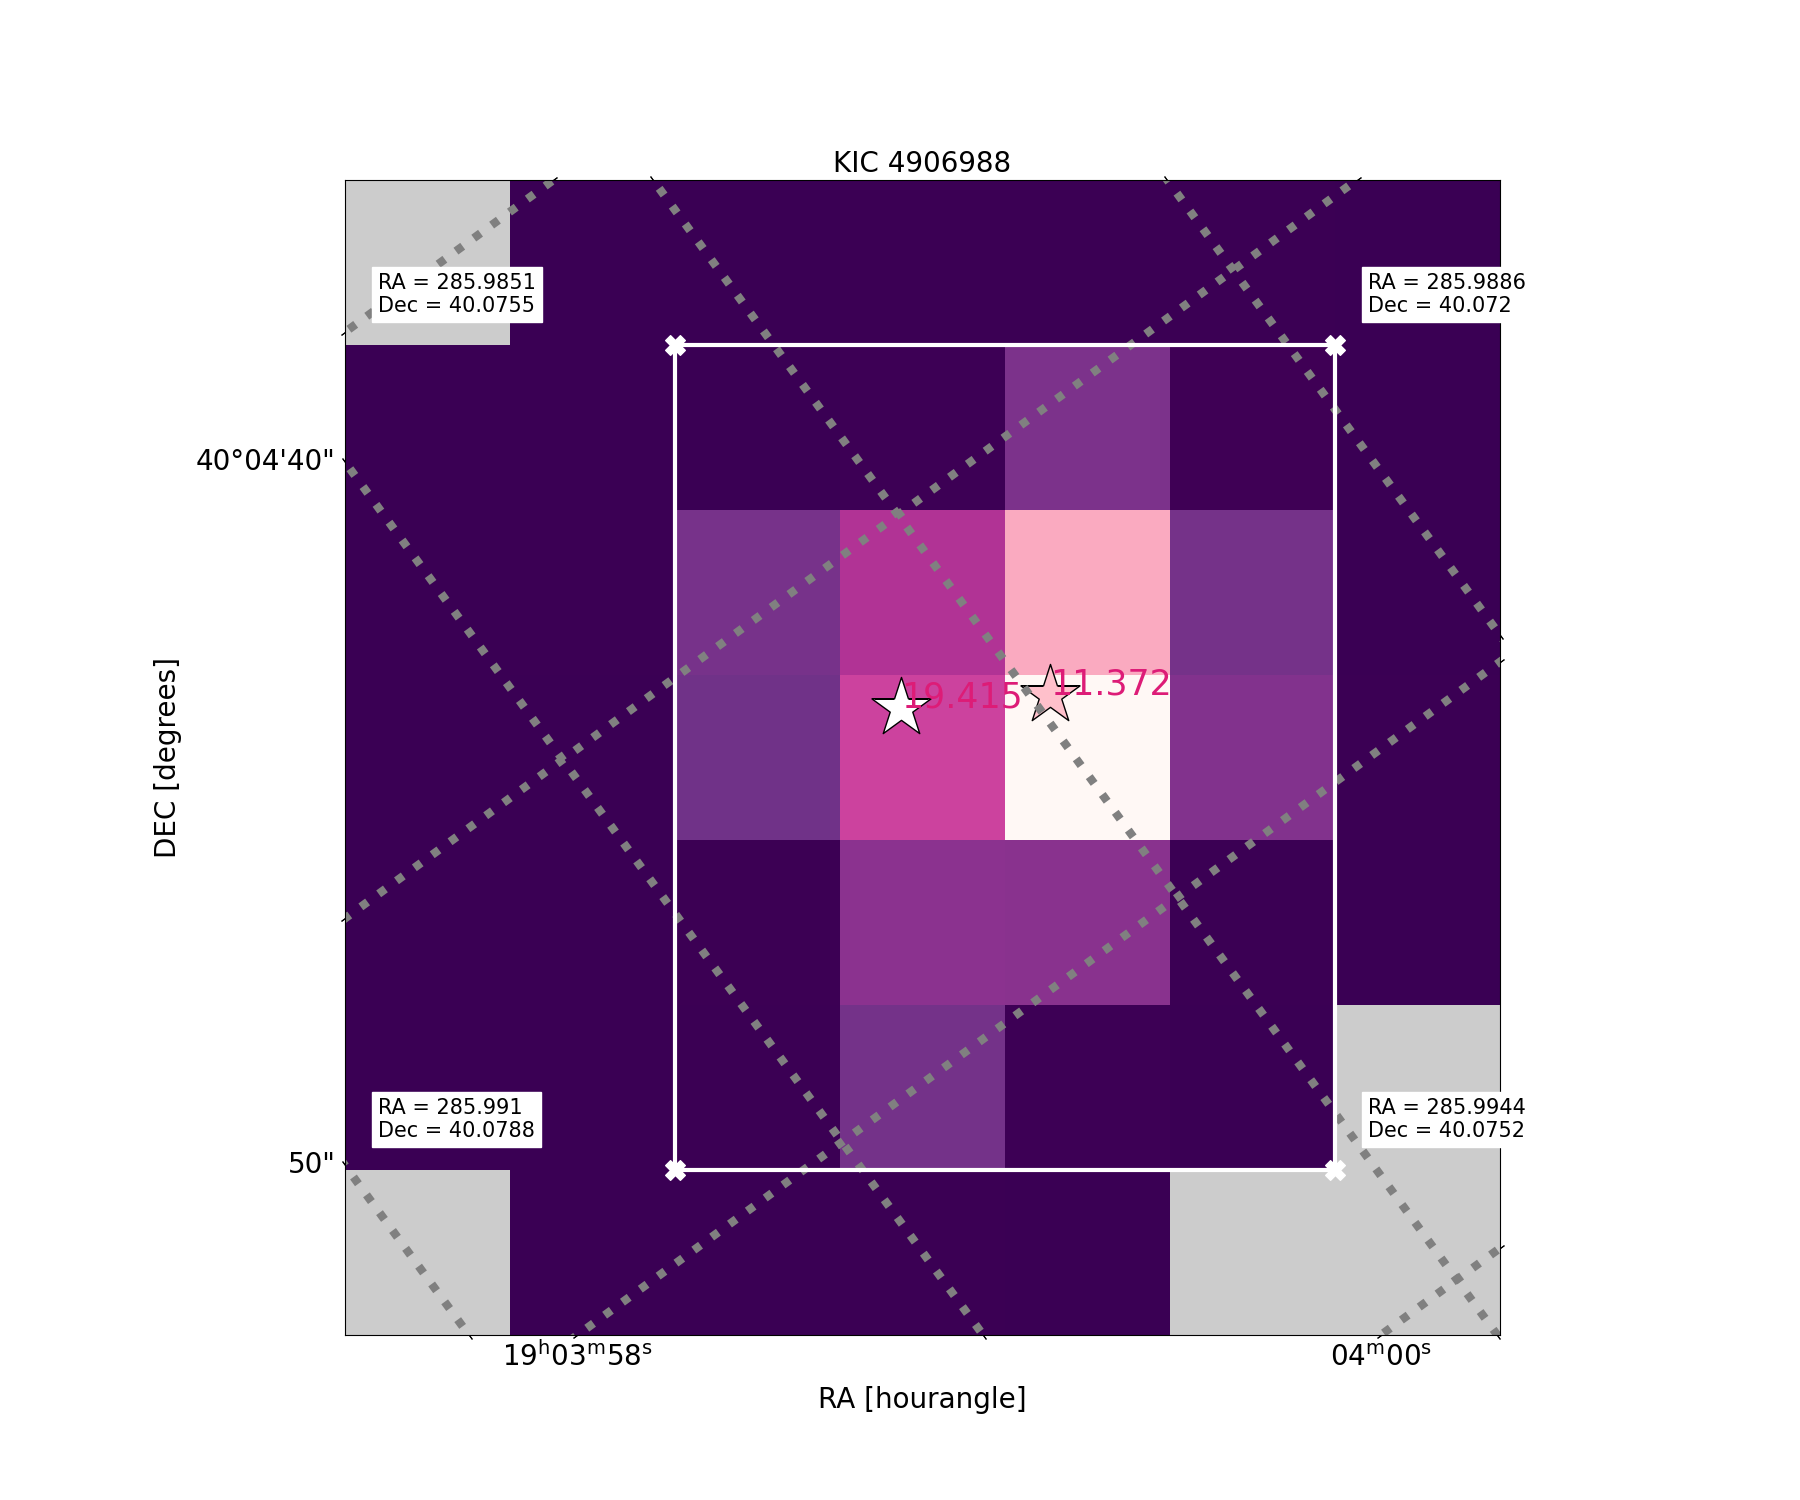 KIC 4906988
RA = 285.9851
Dec = 40.0755
RA = 285.9886
Dec = 40.072
40°04'40"
19.415
11.372
DEC [degrees]
RA = 285.991
Dec = 40.0788
RA = 285.9944
Dec = 40.0752
50"
19ʰ03ᵐ58ˢ
04ᵐ00ˢ
RA [hourangle]